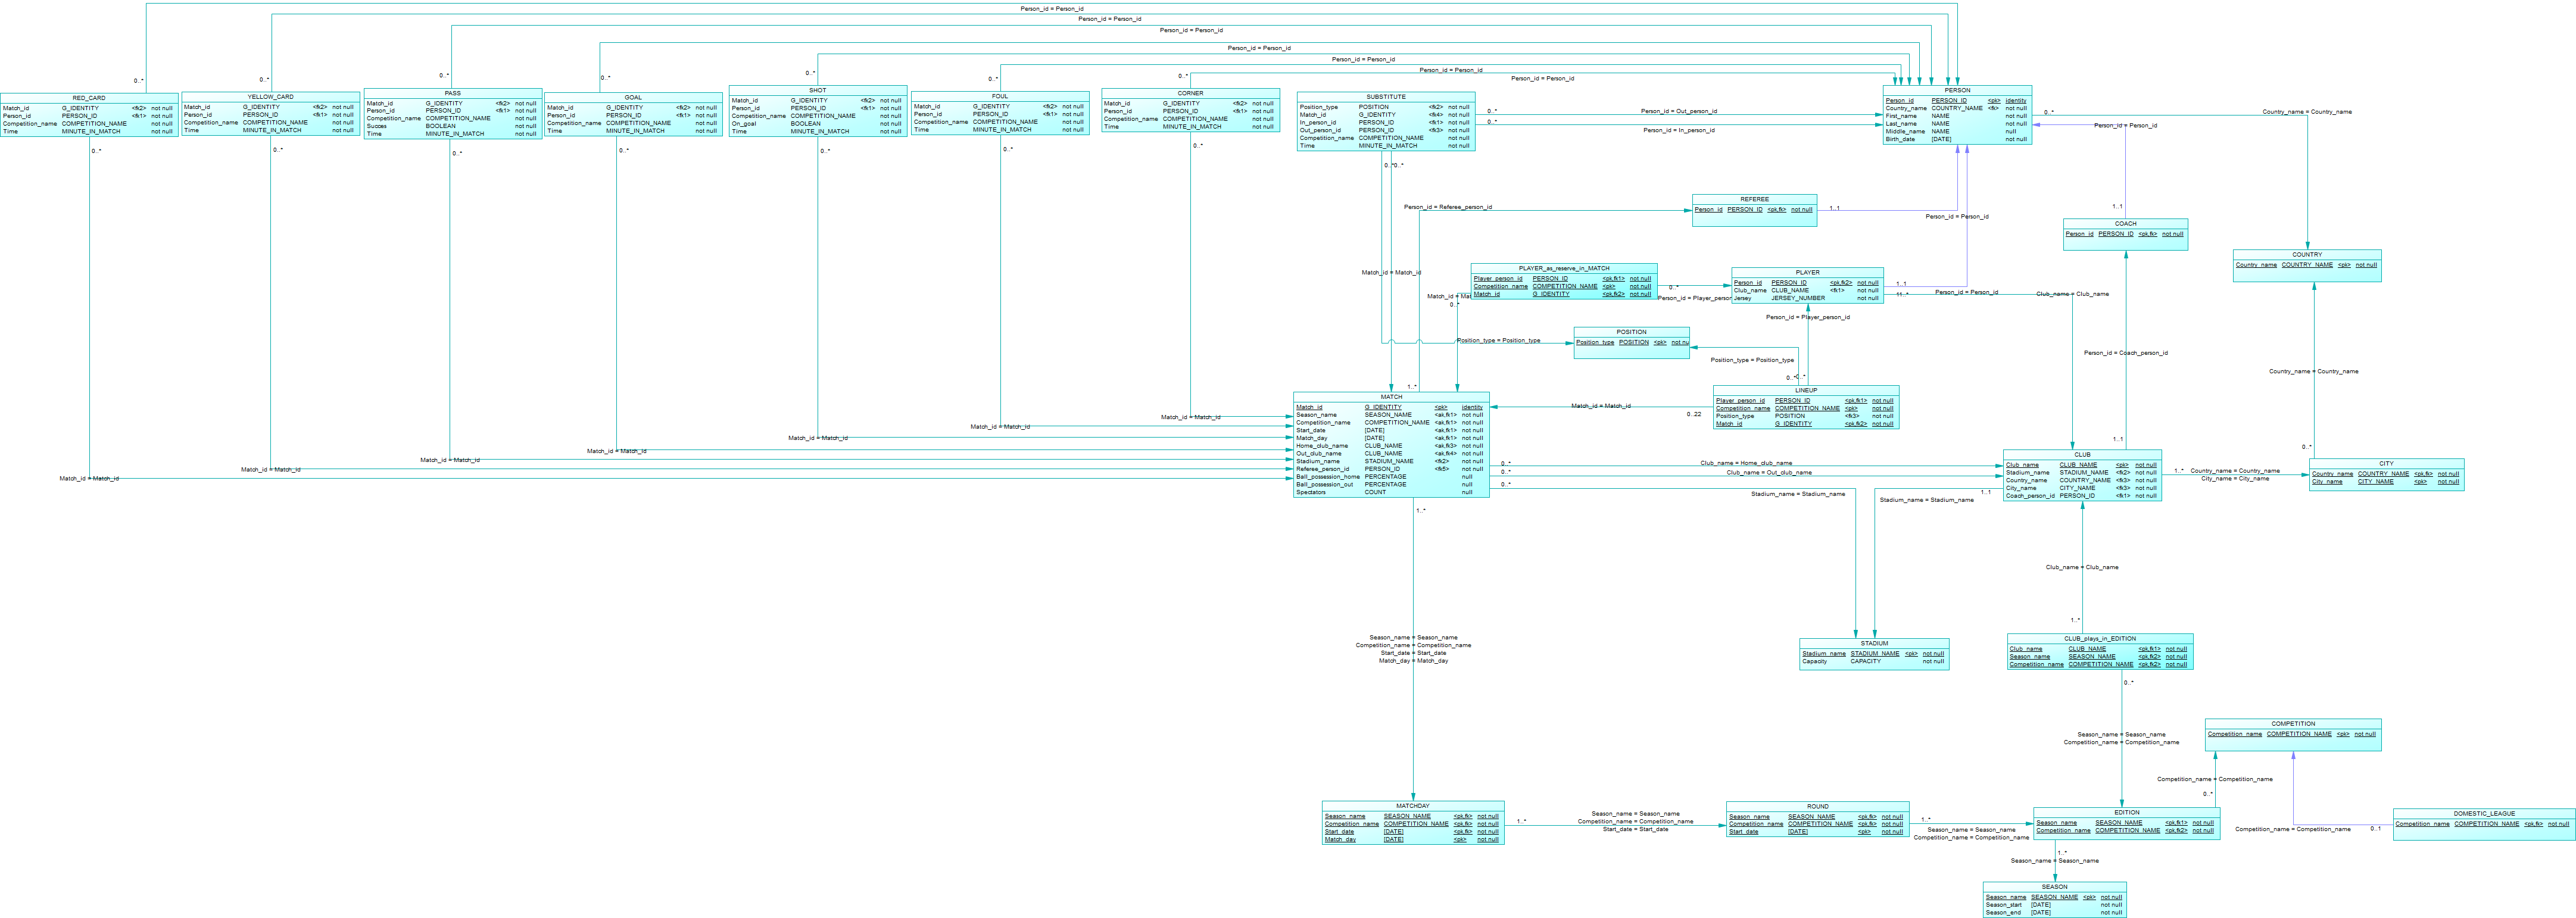 Person_id = Person_id
Person_id = Person_id
Person_id = Person_id
Person_id = Person_id
Person_id = Person_id
Person_id = Person_id
Person_id = Person_id
Person_id = Person_id
0..*
0..*
0..*
0..*
0..*
0..*
0..*
RED_CARD
Match_id G_IDENTITY <fk2> not null
Person_id PERSON_ID <fk1> not null
Competition_name COMPETITION_NAME not null
Time MINUTE_IN_MATCH not null
0..*
YELLOW_CARD
Match_id G_IDENTITY <fk2> not null
Person_id PERSON_ID <fk1> not null
Competition_name COMPETITION_NAME not null
Time MINUTE_IN_MATCH not null
0..*
PASS
Match_id G_IDENTITY <fk2> not null
Person_id PERSON_ID <fk1> not null
Competition_name COMPETITION_NAME not null
Succes BOOLEAN not null
Time MINUTE_IN_MATCH not null
0..*
GOAL
Match_id G_IDENTITY <fk2> not null
Person_id PERSON_ID <fk1> not null
Competition_name COMPETITION_NAME not null
Time MINUTE_IN_MATCH not null
0..*
SHOT
Match_id G_IDENTITY <fk2> not null
Person_id PERSON_ID <fk1> not null
Competition_name COMPETITION_NAME not null
On_goal BOOLEAN not null
Time MINUTE_IN_MATCH not null
0..*
FOUL
Match_id G_IDENTITY <fk2> not null
Person_id PERSON_ID <fk1> not null
Competition_name COMPETITION_NAME not null
Time MINUTE_IN_MATCH not null
0..*
CORNER
Match_id G_IDENTITY <fk2> not null
Person_id PERSON_ID <fk1> not null
Competition_name COMPETITION_NAME not null
Time MINUTE_IN_MATCH not null
0..*
SUBSTITUTE
Position_type POSITION <fk2> not null
Match_id G_IDENTITY <fk4> not null
In_person_id PERSON_ID <fk1> not null
Out_person_id PERSON_ID <fk3> not null
Competition_name COMPETITION_NAME not null
Time MINUTE_IN_MATCH not null
0..*
0..*
0..*0..*
Person_id = Out_person_id
Person_id = In_person_id
PERSON
Person_id PERSON_ID <pk> identity
Country_name COUNTRY_NAME <fk> not null
First_name NAME not null
Last_name NAME not null
Middle_name NAME null
Birth_date [DATE] not null
0..*
Country_name = Country_name
Person_id = Person_id
REFEREE
Person_id PERSON_ID <pk,fk> not null
1..1
Person_id = Person_id
Person_id = Referee_person_id
1..1
COACH
Person_id PERSON_ID <pk,fk> not null
COUNTRY
Country_name COUNTRY_NAME <pk> not null
Match_id = Match_id
PLAYER_as_reserve_in_MATCH
Player_person_id PERSON_ID <pk,fk1> not null
Competition_name COMPETITION_NAME <pk> not null
Match_id G_IDENTITY <pk,fk2> not null
0..*
Person_id = Player_person
Match_id = Mat
0..*
PLAYER
Person_id PERSON_ID <pk,fk2> not null
Club_name CLUB_NAME <fk1> not null
Jersey JERSEY_NUMBER not null
1..1
11..*
Person_id = Person_id
Club_name = Club_name
Person_id = Player_person_id
POSITION
Position_type POSITION <pk> not nu
Position_type = Position_type
Position_type = Position_type
0..*0..*
Person_id = Coach_person_id
Country_name = Country_name
1..*
LINEUP
Player_person_id PERSON_ID <pk,fk1> not null
Competition_name COMPETITION_NAME <pk> not null
Position_type POSITION <fk3> not null
Match_id G_IDENTITY <pk,fk2> not null
Match_id = Match_id
0..22
MATCH
Match_id G_IDENTITY <pk> identity
Season_name SEASON_NAME <ak,fk1> not null
Competition_name COMPETITION_NAME <ak,fk1> not null
Start_date [DATE] <ak,fk1> not null
Match_day [DATE] <ak,fk1> not null
Home_club_name CLUB_NAME <ak,fk3> not null
Out_club_name CLUB_NAME <ak,fk4> not null
Stadium_name STADIUM_NAME <fk2> not null
Referee_person_id PERSON_ID <fk5> not null
Ball_possession_home PERCENTAGE null
Ball_possession_out PERCENTAGE null
Spectators COUNT null
Match_id = Match_id
Match_id = Match_id
Match_id = Match_id
Match_id = Match_id
Match_id = Match_id
Match_id = Match_id
Match_id = Match_id
0..*
Club_name = Home_club_name
0..*
Club_name = Out_club_name
0..*
Stadium_name = Stadium_name
1..1
CLUB
Club_name CLUB_NAME <pk> not null
Stadium_name STADIUM_NAME <fk2> not null
Country_name COUNTRY_NAME <fk3> not null
City_name CITY_NAME <fk3> not null
Coach_person_id PERSON_ID <fk1> not null
1..1
Stadium_name = Stadium_name
1..*
Country_name = Country_name
City_name = City_name
0..*
CITY
Country_name COUNTRY_NAME <pk,fk> not null
City_name CITY_NAME <pk> not null
1..*
Club_name = Club_name
1..*
Season_name = Season_name
Competition_name = Competition_name
Start_date = Start_date
Match_day = Match_day
STADIUM
Stadium_name STADIUM_NAME <pk> not null
Capacity CAPACITY not null
CLUB_plays_in_EDITION
Club_name CLUB_NAME <pk,fk1> not null
Season_name SEASON_NAME <pk,fk2> not null
Competition_name COMPETITION_NAME <pk,fk2> not null
0..*
Season_name = Season_name
Competition_name = Competition_name
COMPETITION
Competition_name COMPETITION_NAME <pk> not null
Competition_name = Competition_name
0..*
MATCHDAY
Season_name SEASON_NAME <pk,fk> not null
Competition_name COMPETITION_NAME <pk,fk> not null
Start_date [DATE] <pk,fk> not null
Match_day [DATE] <pk> not null
1..*
Season_name = Season_name
Competition_name = Competition_name
Start_date = Start_date
ROUND
Season_name SEASON_NAME <pk,fk> not null
Competition_name COMPETITION_NAME <pk,fk> not null
Start_date [DATE] <pk> not null
1..*
Season_name = Season_name
Competition_name = Competition_name
EDITION
Season_name SEASON_NAME <pk,fk1> not null
Competition_name COMPETITION_NAME <pk,fk2> not null
Competition_name = Competition_name
0..1
DOMESTIC_LEAGUE
Competition_name COMPETITION_NAME <pk,fk> not null
1..*
Season_name = Season_name
SEASON
Season_name SEASON_NAME <pk> not null
Season_start [DATE] not null
Season_end [DATE] not null